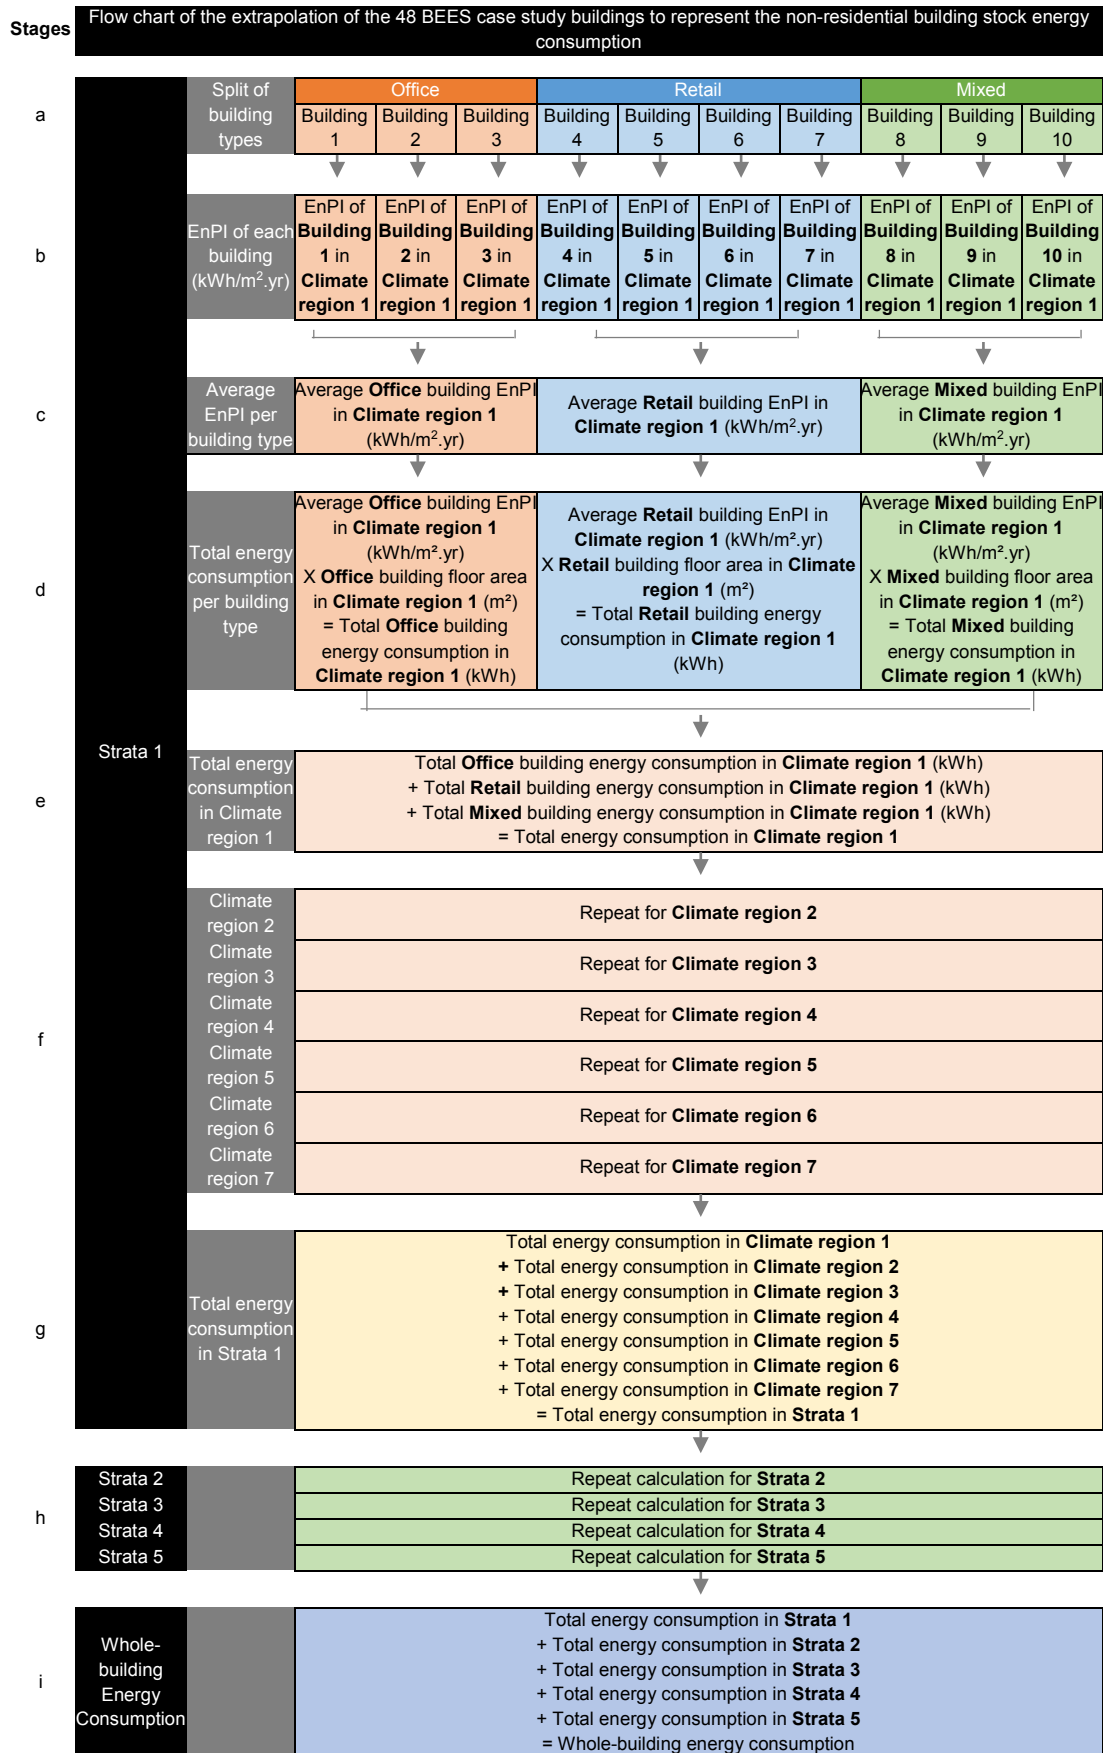 Stages
Flow chart of the extrapolation of the 48 BEES case study buildings to represent the non-residential building stock energy
consumption
a
Split of
building
types
Office
Retail
Mixed
Building
1
Building
2
Building
3
Building
4
Building
5
Building
6
Building
7
Building
8
Building
9
Building
10
b
EnPI of each
building
(kWh/m².yr)
EnPI of
Building
1 in
Climate
region 1
EnPI of
Building
2 in
Climate
region 1
EnPI of
Building
3 in
Climate
region 1
EnPI of
Building
4 in
Climate
region 1
EnPI of
Building
5 in
Climate
region 1
EnPI of
Building
6 in
Climate
region 1
EnPI of
Building
7 in
Climate
region 1
EnPI of
Building
8 in
Climate
region 1
EnPI of
Building
9 in
Climate
region 1
EnPI of
Building
10 in
Climate
region 1
c
Average
EnPI per
building type
Average Office building EnPI
in Climate region 1
(kWh/m².yr)
Average Retail building EnPI in
Climate region 1 (kWh/m².yr)
Average Mixed building EnPI
in Climate region 1
(kWh/m².yr)
d
Total energy
consumption
per building
type
Average Office building EnPI
in Climate region 1
(kWh/m².yr)
X Office building floor area
in Climate region 1 (m²)
= Total Office building
energy consumption in
Climate region 1 (kWh)
Average Retail building EnPI in
Climate region 1 (kWh/m².yr)
X Retail building floor area in Climate
region 1 (m²)
= Total Retail building energy
consumption in Climate region 1
(kWh)
Average Mixed building EnPI
in Climate region 1
(kWh/m².yr)
X Mixed building floor area
in Climate region 1 (m²)
= Total Mixed building
energy consumption in
Climate region 1 (kWh)
Strata 1
e
Total energy
consumption
in Climate
region 1
Total Office building energy consumption in Climate region 1 (kWh)
+ Total Retail building energy consumption in Climate region 1 (kWh)
+ Total Mixed building energy consumption in Climate region 1 (kWh)
= Total energy consumption in Climate region 1
f
Climate
region 2
Repeat for Climate region 2
Climate
region 3
Repeat for Climate region 3
Climate
region 4
Repeat for Climate region 4
Climate
region 5
Repeat for Climate region 5
Climate
region 6
Repeat for Climate region 6
Climate
region 7
Repeat for Climate region 7
g
Total energy
consumption
in Strata 1
Total energy consumption in Climate region 1
+ Total energy consumption in Climate region 2
+ Total energy consumption in Climate region 3
+ Total energy consumption in Climate region 4
+ Total energy consumption in Climate region 5
+ Total energy consumption in Climate region 6
+ Total energy consumption in Climate region 7
= Total energy consumption in Strata 1
h
Strata 2
Repeat calculation for Strata 2
Strata 3
Repeat calculation for Strata 3
Strata 4
Repeat calculation for Strata 4
Strata 5
Repeat calculation for Strata 5
i
Whole-
building
Energy
Consumption
Total energy consumption in Strata 1
+ Total energy consumption in Strata 2
+ Total energy consumption in Strata 3
+ Total energy consumption in Strata 4
+ Total energy consumption in Strata 5
= Whole-building energy consumption